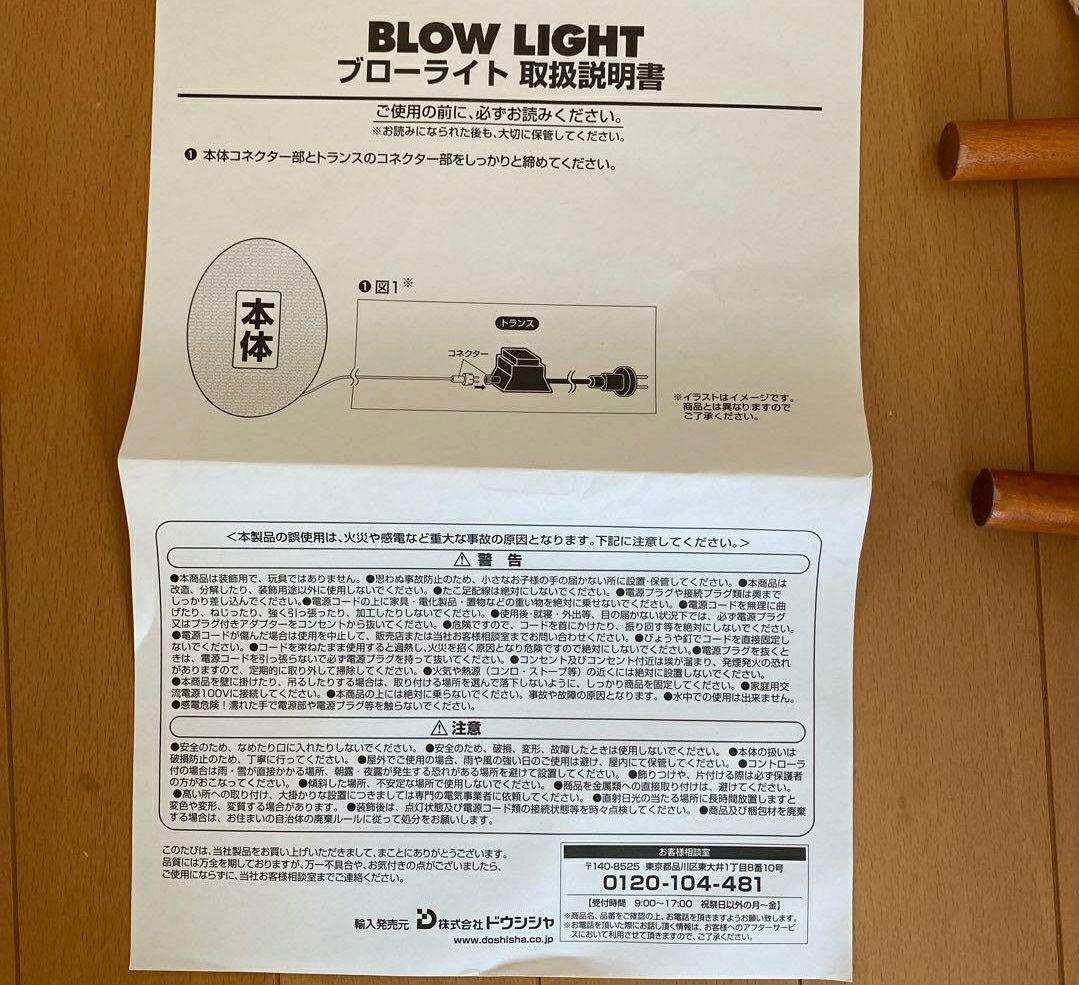 BLOW LIGHT
ブローライト 取扱説明書
ご使用の前に、必ずお読みください。
※お読みになられた後も、大切に保管してください。
❶ 本体コネクター部とトランスのコネクター部をしっかりと締めてください。
本体
❶ 図1※
トランス
コネクター
※イラストはイメージです。
商品とは異なりますので
ご了承ください。
＜本製品の誤使用は、火災や感電など重大な事故の原因となります。下記に注意してください。＞
⚠ 警 告
●本商品は装飾用で、玩具ではありません。●思わぬ事故防止のため、小さなお子様の手の届かない所に設置・保管してください。●本商品は
改造、分解したり、装飾用途以外に使用しないでください。●たこ足配線は絶対にしないでください。●電源プラグや接続プラグ類は奥まで
しっかり差し込んでください。●電源コードの上に家具・電化製品・置物などの重い物を絶対に乗せないでください。●電源コードを無理に曲
げたり、ねじったり、強く引っ張ったり、加工したりしないでください。●使用後・就寝・外出等、目の届かない状況下では、必ず電源プラグ
又はプラグ付きアダプターをコンセントから抜いてください。●危険ですので、コードを首にかけたり、振り回す等を絶対にしないでください。
●電源コードが傷んだ場合は使用を中止して、販売店または当社お客様相談室までお問い合わせください。●びょうや釘でコードを直接固定し
ないでください。●コードを束ねたまま使用すると過熱し、火災を招く原因となり危険ですので絶対にしないでください。●電源プラグを抜くと
きは、電源コードを引っ張らないで必ず電源プラグを持って抜いてください。●コンセント及びコンセント付近は埃が溜まり、発煙発火の恐れ
がありますので、定期的に取り外して掃除してください。●火気や熱源（コンロ・ストーブ等）の近くには絶対に設置しないでください。
●本商品を壁に掛けたり、吊るしたりする場合は、取り付ける場所を選んで落下しないように、しっかり商品を固定してください。●家庭用交
流電源100Vに接続してください。●本商品の上には絶対に乗らないでください。事故や故障の原因となります。●水中での使用は出来ません。
●感電危険！濡れた手で電源部や電源プラグ等を触らないでください。
⚠ 注意
●安全のため、なめたり口に入れたりしないでください。 ●安全のため、破損、変形、故障したときは使用しないでください。 ●本体の扱いは
破損防止のため、丁寧に行ってください。 ●屋外でご使用の場合、雨や風の強い日のご使用は避け、屋内にて保管してください。 ●コントローラ
付の場合は雨・雪が直接かかる場所、朝露・夜露が発生する恐れがある場所を避けて設置してください。 ●飾りつけや、片付ける際は必ず保護者
の方がおこなってください。 ●傾斜した場所、不安定な場所で使用しないでください。 ●商品を金属類への直接取り付けは、避けてください。
●高い所への取り付け、大掛かりな設置につきましては専門の電気事業者に依頼してください。 ●直射日光の当たる場所に長時間放置しますと
変色や変形、変質する場合があります。 ●装飾後は、点灯状態及び電源コード類の接続状態等を時々点検してください。 ●商品及び梱包材を廃棄
する場合は、お住まいの自治体の廃棄ルールに従って処分をお願いします。
このたびは、当社製品をお買い上げいただきまして、まことにありがとうございます。
品質には万全を期しておりますが、万一不具合や、お気付きの点がございましたら、
ご使用にならずに、当社お客様相談室までご連絡ください。
輸入発売元 株式会社 ドウシシャ
www.doshisha.co.jp
お客様相談室
〒140-8525 東京都品川区東大井1丁目8番10号
0120-104-481
【受付時間 9:00〜17:00 祝祭日以外の月〜金】
※商品名、品番をご確認の上、お電話を頂きますようお願い致します。
※お電話を頂いた際にお話し頂く情報は、お客様へのアフターサービ
スにおいて利用させて頂きますので、ご了承ください。